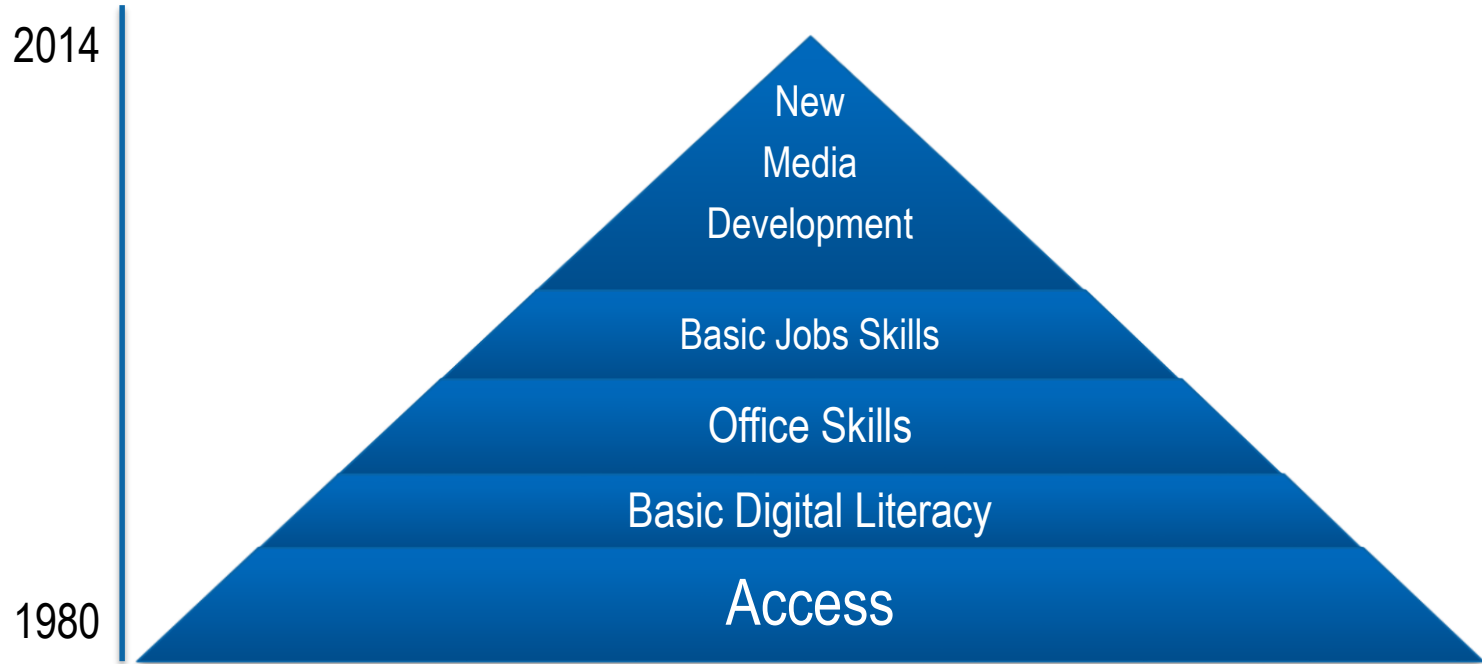 2014
New
Media
Development
Basic Jobs Skills
Office Skills
Basic Digital Literacy
Access
1980